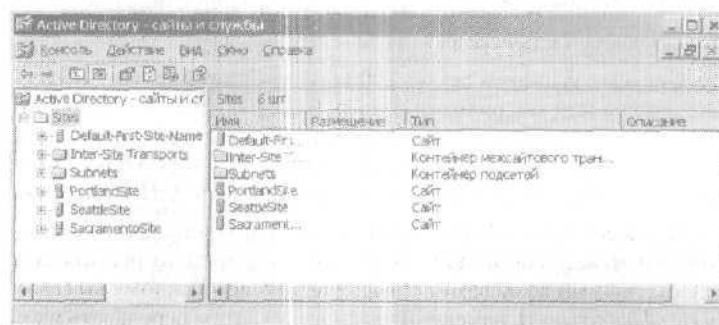 Active Directory - сайты и службы
Консоль Действие Вид Окно Справка
Active Directory - сайты и сл
Sites 6 шт
Sites
Default-First-Site-Name
Inter-Site Transports
Subnets
PortlandSite
SeattleSite
SacramentoSite
Имя Размещение Тип Описание
Default-Fir... Сайт
Inter-Site T... Контейнер межсайтового тран...
Subnets Контейнер подсетей
PortlandSite Сайт
SeattleSite Сайт
Sacrament... Сайт